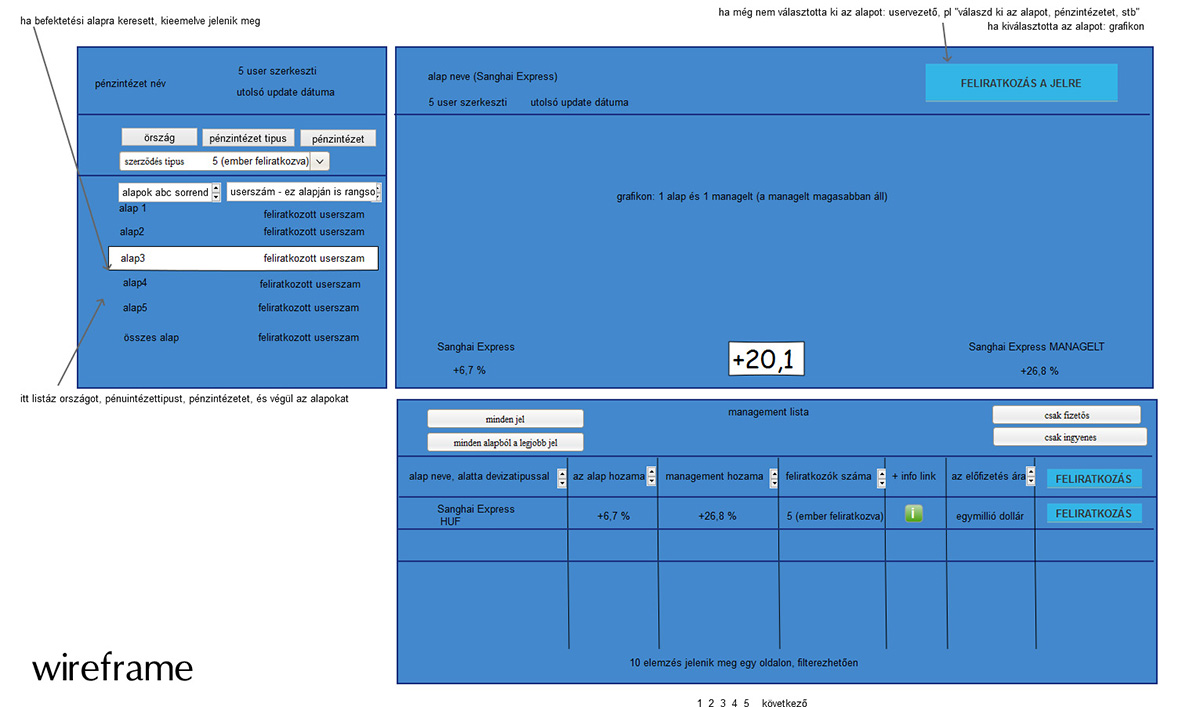 ha befektetési alapra keresett, kieemelve jelenik meg
ha még nem választotta ki az alapot: uservezető, pl "válaszd ki az alapot, pénzintézetet, stb"
ha kiválasztotta az alapot: grafikon
pénzintézet név
5 user szerkeszti
utolsó update dátuma
örszág
pénzintézet tipus
pénzintézet
szerződés tipus 5 (ember feliratkozva)
alapok abc sorrend
userszám - ez alapján is rangso
alap 1 feliratkozott userszam
alap2 feliratkozott userszam
alap3 feliratkozott userszam
alap4 feliratkozott userszam
alap5 feliratkozott userszam
összes alap feliratkozott userszam
itt listáz országot, pénuintézettipust, pénzintézetet, és végül az alapokat
alap neve (Sanghai Express)
5 user szerkeszti utolsó update dátuma
FELIRATKOZÁS A JELRE
grafikon: 1 alap és 1 managelt (a managelt magasabban áll)
Sanghai Express
+6,7 %
+20,1
Sanghai Express MANAGELT
+26,8 %
minden jel
minden alapból a legjobb jel
management lista
csak fizetős
csak ingyenes
alap neve, alatta devizatipussal az alap hozama management hozama feliratkozók száma + info link az előfizetés ára FELIRATKOZÁS
Sanghai Express
HUF
+6,7 % +26,8 % 5 (ember feliratkozva) i egymillió dollár FELIRATKOZÁS
10 elemzés jelenik meg egy oldalon, filterezhetően
1 2 3 4 5 következő
wireframe